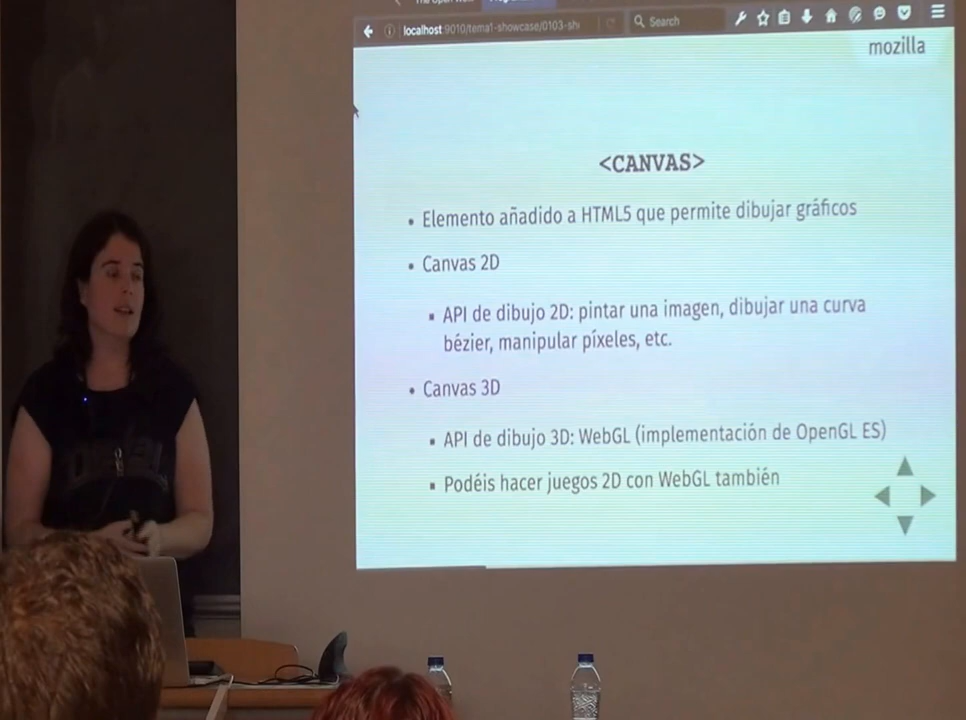 localhost:9010/tema1-showcase/0103-sh
Search
mozilla
<CANVAS>
• Elemento añadido a HTML5 que permite dibujar gráficos
• Canvas 2D
▪ API de dibujo 2D: pintar una imagen, dibujar una curva
bézier, manipular píxeles, etc.
• Canvas 3D
▪ API de dibujo 3D: WebGL (implementación de OpenGL ES)
▪ Podéis hacer juegos 2D con WebGL también